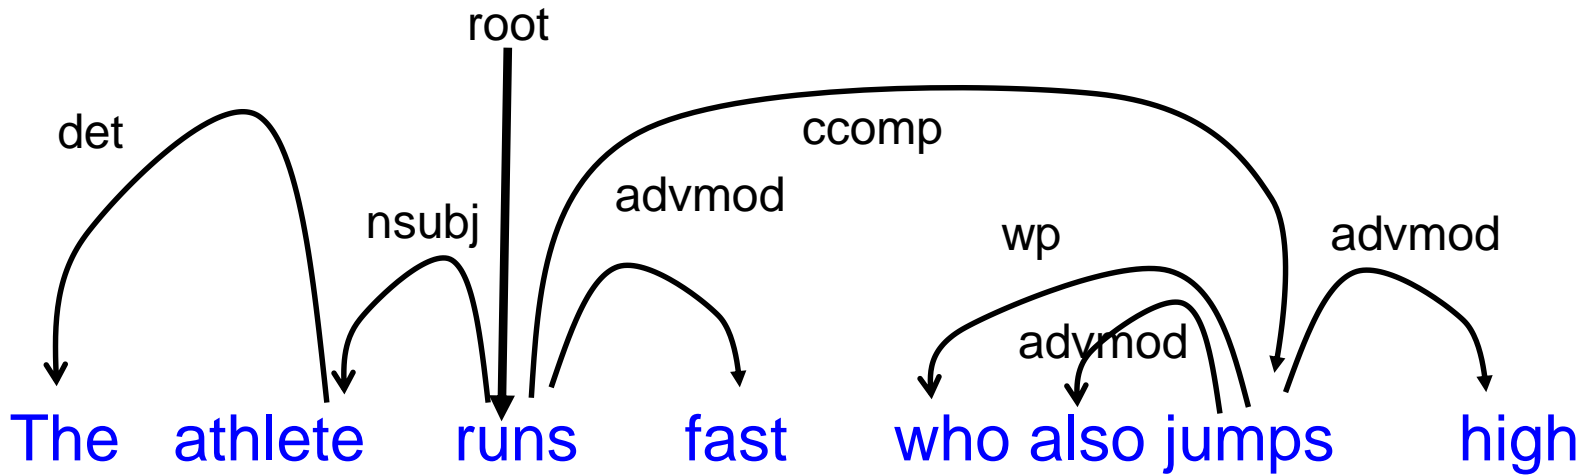 root
det
ccomp
advmod
nsubj
wp
advmod
advmod
The athlete runs fast who also jumps high